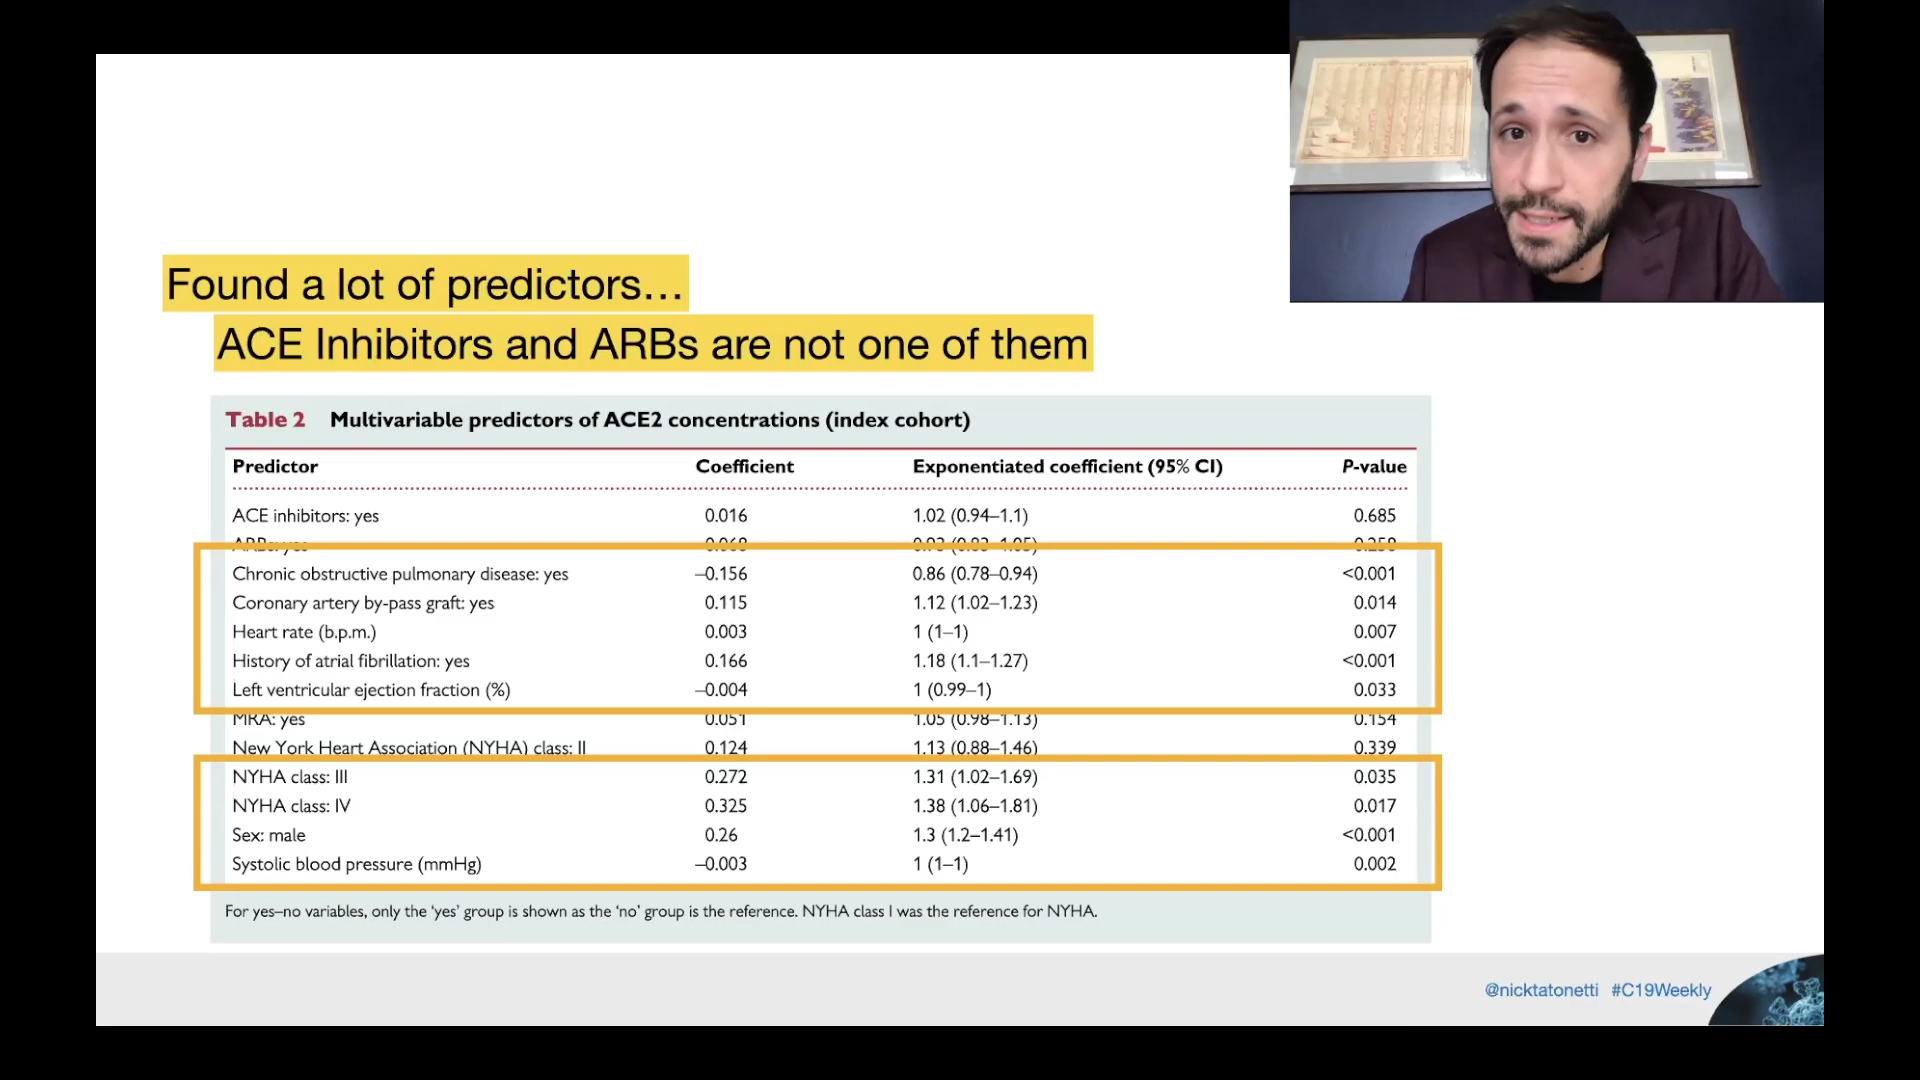 Found a lot of predictors…
ACE Inhibitors and ARBs are not one of them
Table 2 Multivariable predictors of ACE2 concentrations (index cohort)
Predictor Coefficient Exponentiated coefficient (95% CI) P-value
ACE inhibitors: yes 0.016 1.02 (0.94–1.1) 0.685
ARBs: yes 0.068 0.93 (0.83–1.05) 0.258
Chronic obstructive pulmonary disease: yes –0.156 0.86 (0.78–0.94) <0.001
Coronary artery by-pass graft: yes 0.115 1.12 (1.02–1.23) 0.014
Heart rate (b.p.m.) 0.003 1 (1–1) 0.007
History of atrial fibrillation: yes 0.166 1.18 (1.1–1.27) <0.001
Left ventricular ejection fraction (%) –0.004 1 (0.99–1) 0.033
MRA: yes 0.051 1.05 (0.98–1.13) 0.154
New York Heart Association (NYHA) class: II 0.124 1.13 (0.88–1.46) 0.339
NYHA class: III 0.272 1.31 (1.02–1.69) 0.035
NYHA class: IV 0.325 1.38 (1.06–1.81) 0.017
Sex: male 0.26 1.3 (1.2–1.41) <0.001
Systolic blood pressure (mmHg) –0.003 1 (1–1) 0.002
For yes–no variables, only the ‘yes’ group is shown as the ‘no’ group is the reference. NYHA class I was the reference for NYHA.
@nicktatonetti #C19Weekly